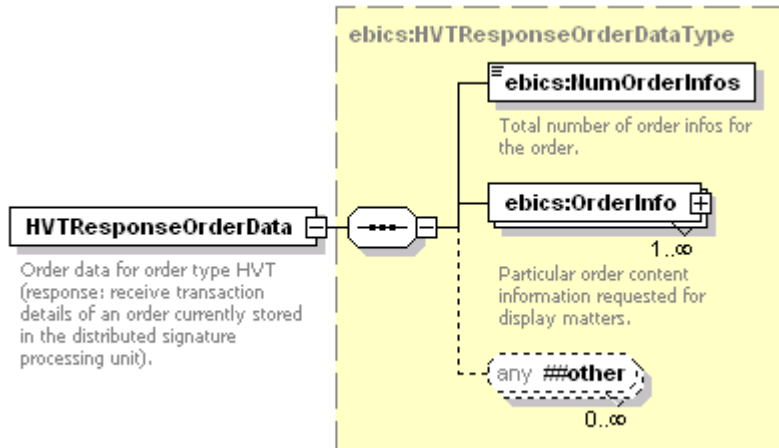 ebics:HVTResponseOrderDataType
ebics:NumOrderInfos
Total number of order infos for
the order.
HVTResponseOrderData
Order data for order type HVT
(response: receive transaction
details of an order currently stored
in the distributed signature
processing unit).
ebics:OrderInfo
1..∞
Particular order content
information requested for
display matters.
any ##other
0..∞